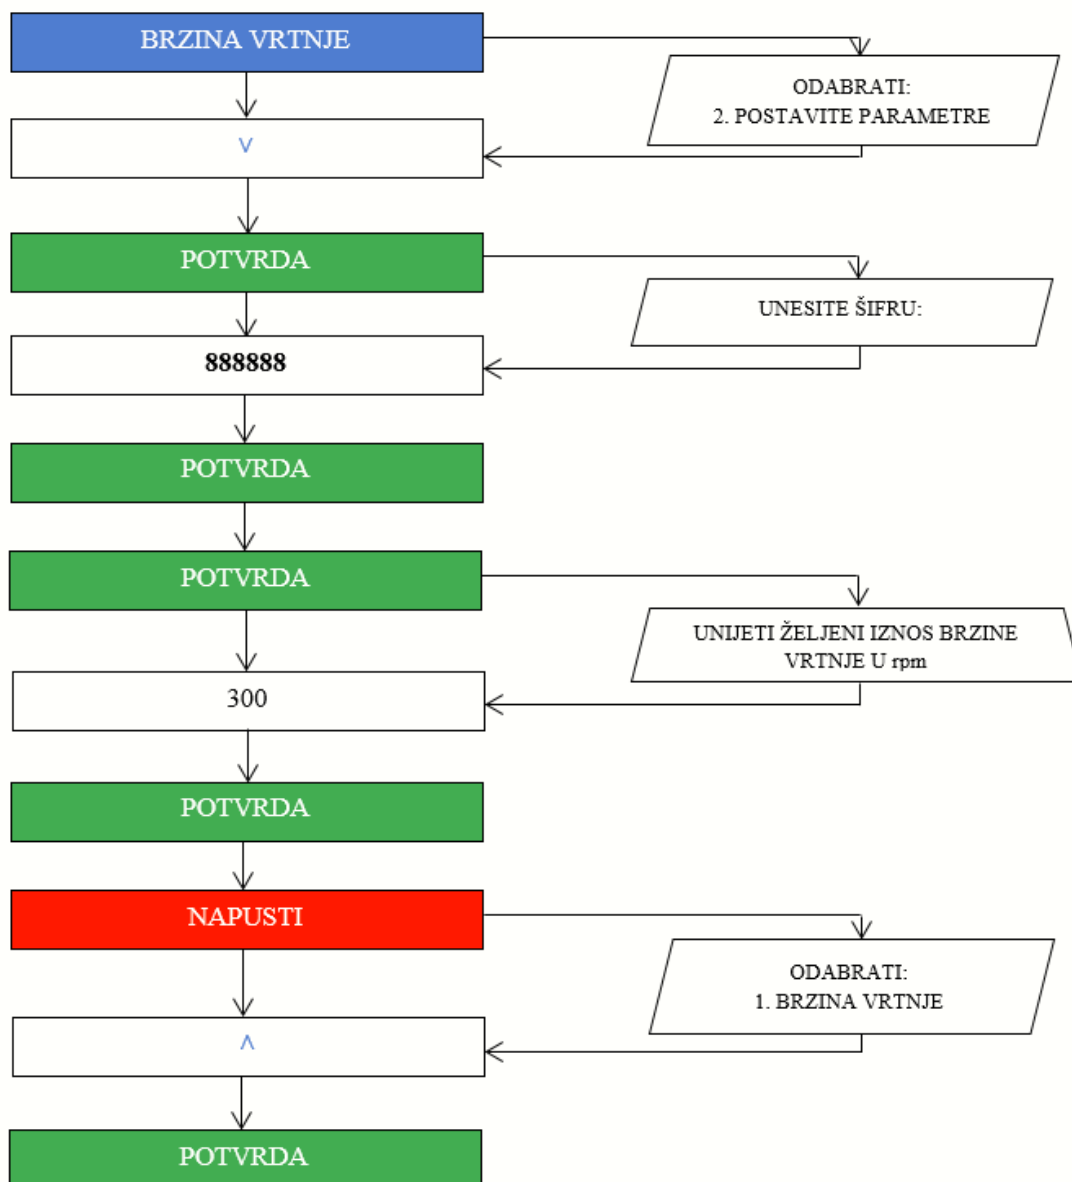 BRZINA VRTNJE
ODABRATI:
2. POSTAVITE PARAMETRE
˅
POTVRDA
UNESITE ŠIFRU:
888888
POTVRDA
POTVRDA
UNIJETI ŽELJENI IZNOS BRZINE
VRTNJE U rpm
300
POTVRDA
NAPUSTI
ODABRATI:
1. BRZINA VRTNJE
˄
POTVRDA